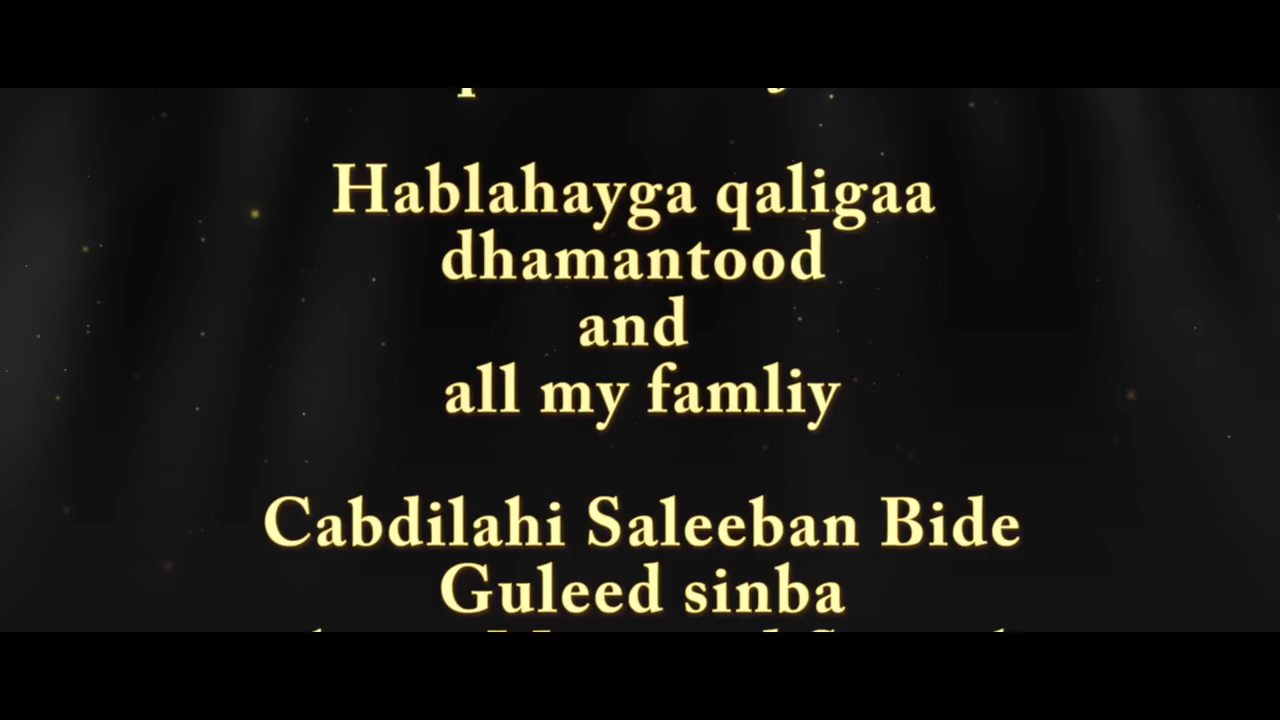 Hablahayga qaligaa
dhamantood
and
all my famliy
Cabdilahi Saleeban Bide
Guleed sinba